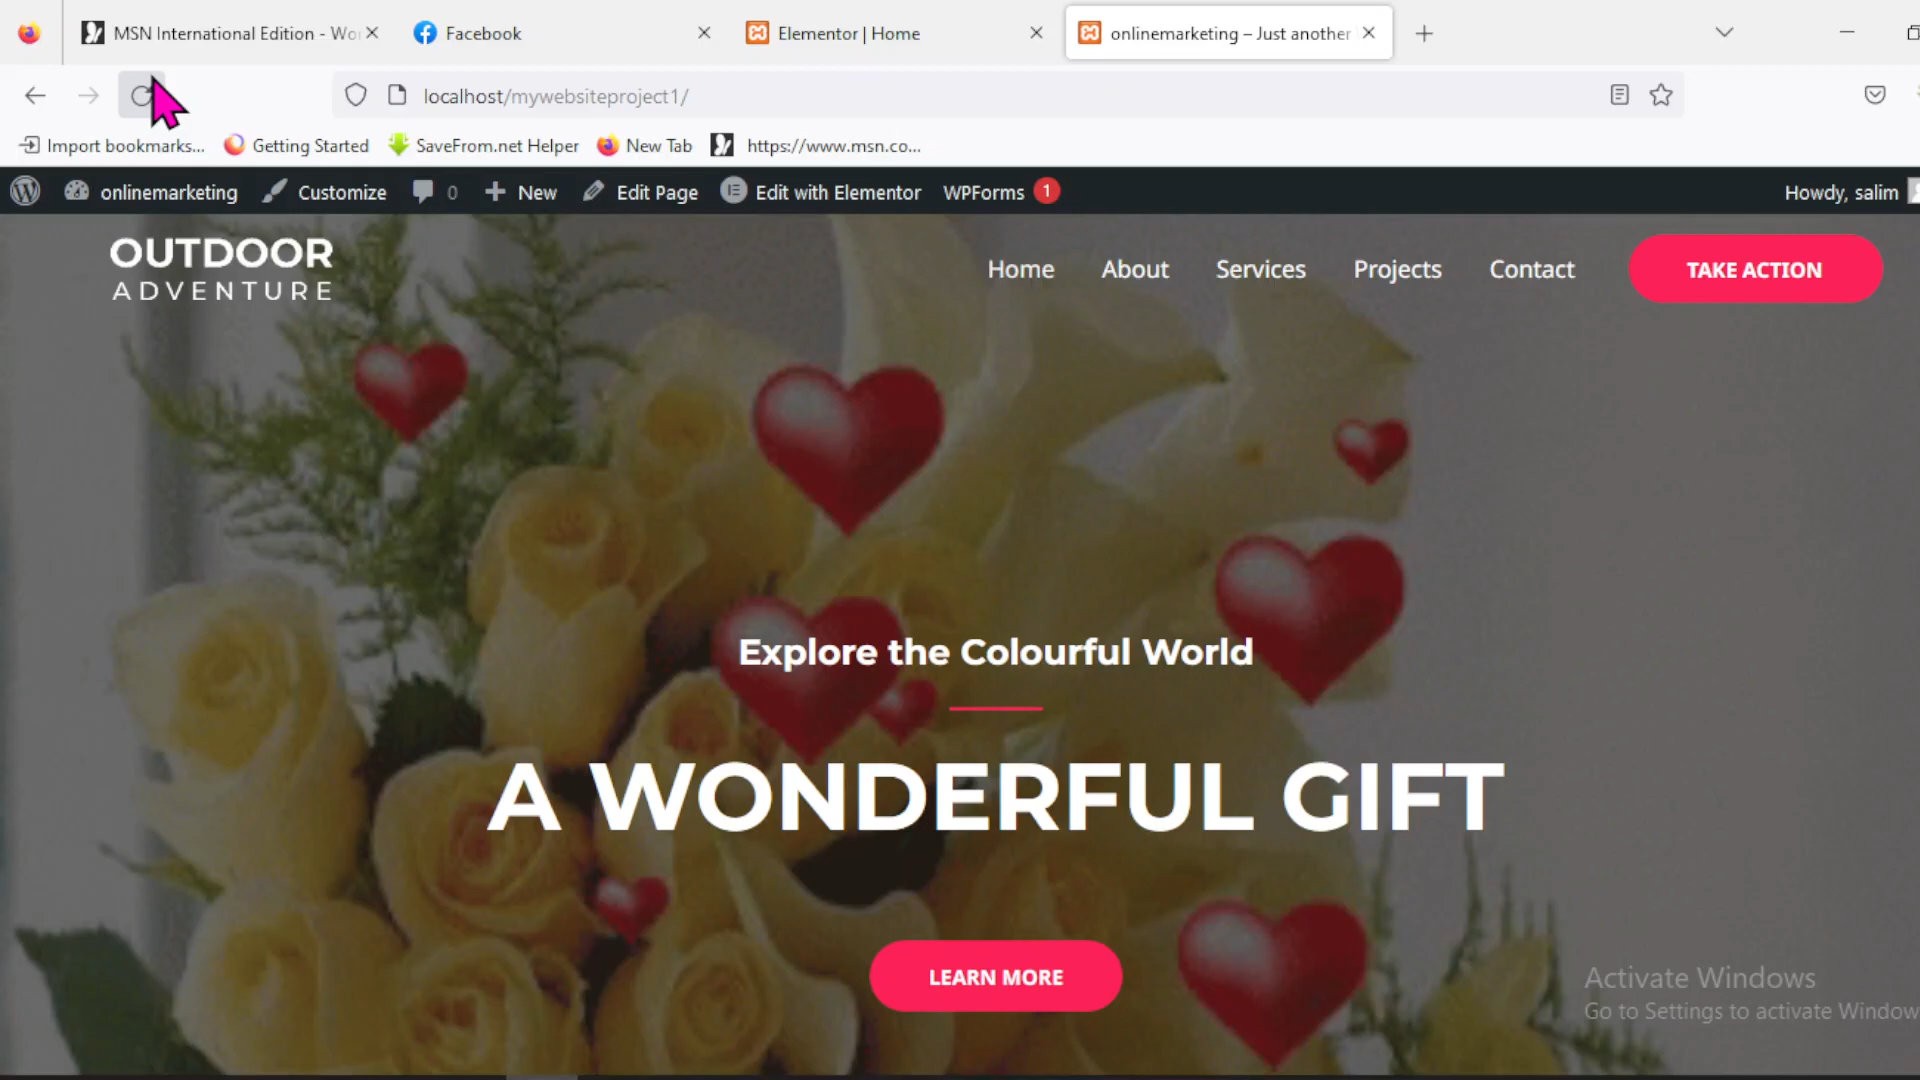 MSN International Edition - Wo
Facebook
Elementor | Home
onlinemarketing – Just another
localhost/mywebsiteproject1/
Import bookmarks...
Getting Started
SaveFrom.net Helper
New Tab
https://www.msn.co...
onlinemarketing
Customize
0
New
Edit Page
Edit with Elementor
WPForms
1
Howdy, salim
OUTDOOR
ADVENTURE
Home
About
Services
Projects
Contact
TAKE ACTION
Explore the Colourful World
A WONDERFUL GIFT
LEARN MORE
Activate Windows
Go to Settings to activate Window